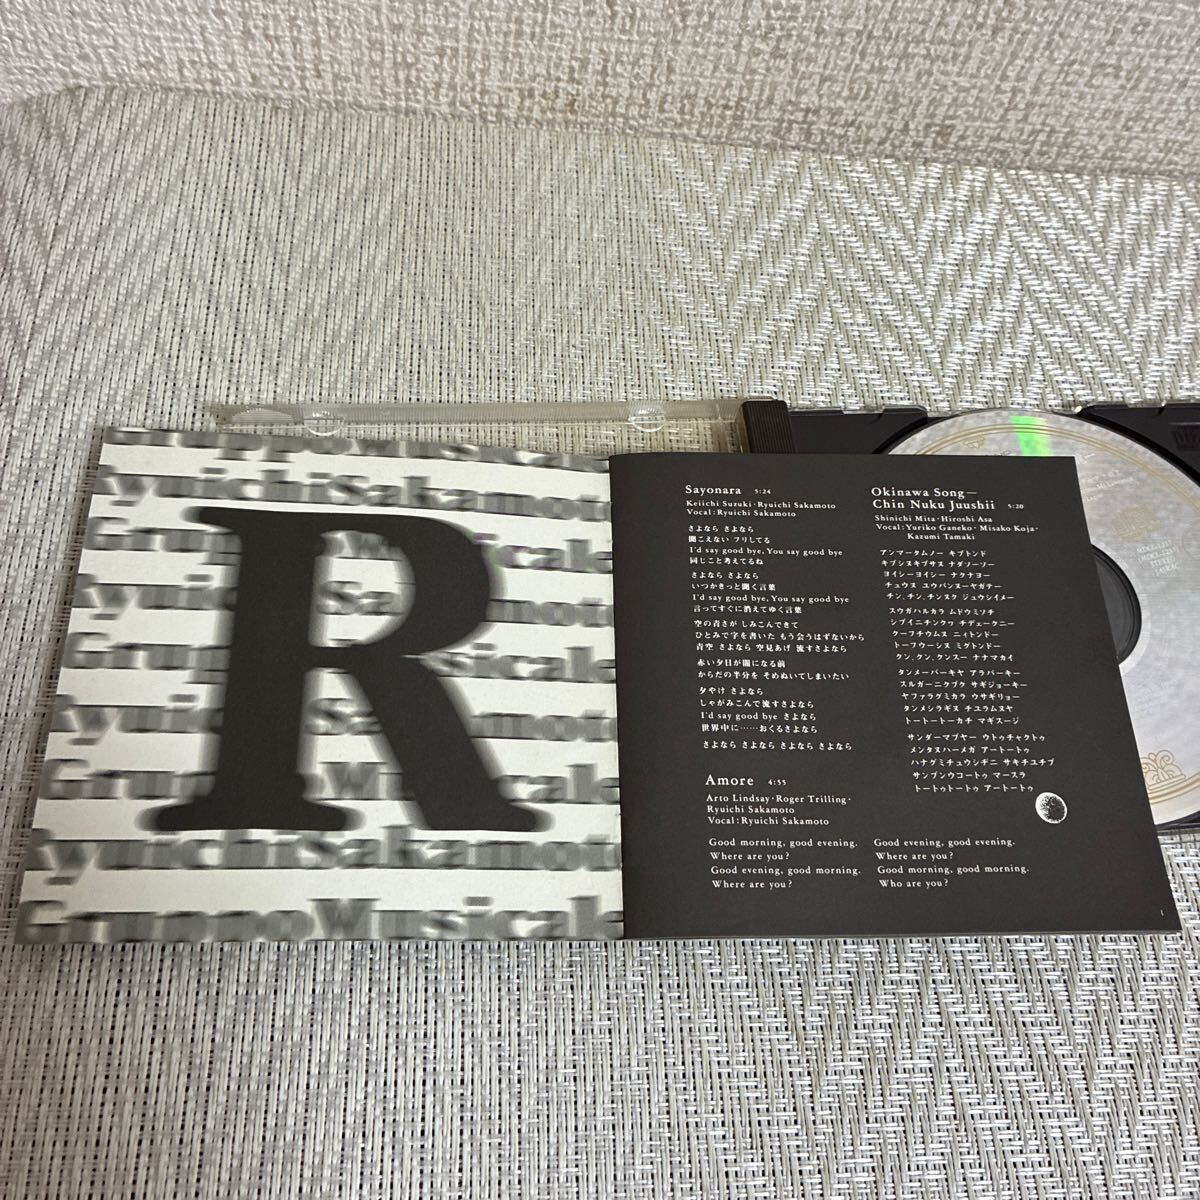 GruppoMusicale
RyuichiSakamoto
GruppoMusicale
RyuichiSakamoto
GruppoMusicale
RyuichiSakamoto
GruppoMusicale
RyuichiSakamoto
GruppoMusicale
R
Sayonara 5:24
Keiichi Suzuki・Ryuichi Sakamoto
Vocal:Ryuichi Sakamoto
さよなら さよなら
聞こえない フリしてる
I'd say good bye, You say good bye
同じこと考えてるね
さよなら さよなら
いつかきっと聞く言葉
I'd say good bye, You say good bye
言ってすぐに消えてゆく言葉
空の青さが しみこんできて
ひとみで字を書いた もう会うはずないから
青空 さよなら 空見あげ 流すさよなら
赤い夕日が闇になる前
からだの半分を そめぬいてしまいたい
夕やけ さよなら
しゃがみこんで流すさよなら
I'd say good bye さよなら
世界中に……おくるさよなら
さよなら さよなら さよなら さよなら
Amore 4:55
Arto Lindsay・Roger Trilling・
Ryuichi Sakamoto
Vocal:Ryuichi Sakamoto
Good morning, good evening.
Where are you?
Good evening, good morning.
Where are you?
Good evening, good evening.
Where are you?
Good morning, good morning.
Who are you?
Okinawa Song—
Chin Nuku Juushii 5:20
Shinichi Mita・Hiroshi Asa
Vocal:Yuriko Ganeko・Misako Koja・
Kazumi Tamaki
アンマータムノー キブトンド
キブシヌキブサヌ ナダソーソー
ヨイシーヨイシー ナクナヨー
チュウヌ ユウバンヌーヤガテー
チン、チン、チンヌク ジュウシイメー
スウガハルカラ ムドウミソチ
シブイニチンクヮ チデェークニー
クーフチウムヌ ニィトンドー
トーフウーシヌ ミグトンドー
クン、クン、クンスー ナナマカイ
タンメーバーキヤ アラバーキー
スルガーニクブク サギジョーキー
ヤファラグミカラ ウサギリョー
タンメシラギヌ チユラムヌヤ
トートートーカチ マギスージ
サンダーマブヤー ウトゥチャクトゥ
メンタヌハーメガ アートートゥ
ハナグミチュウシヂニ サキチユチブ
サンブンウコートゥ マースラ
トートゥトートゥ アートートゥ
1